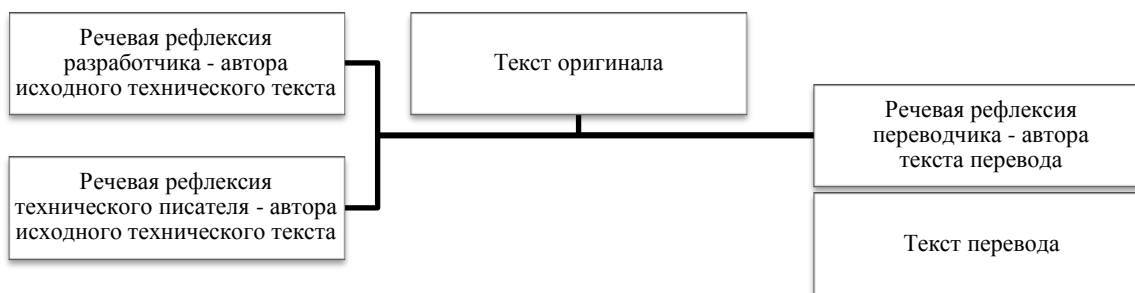 Речевая рефлексия
разработчика - автора
исходного технического текста
Речевая рефлексия
технического писателя - автора
исходного технического текста
Текст оригинала
Речевая рефлексия
переводчика - автора
текста перевода
Текст перевода